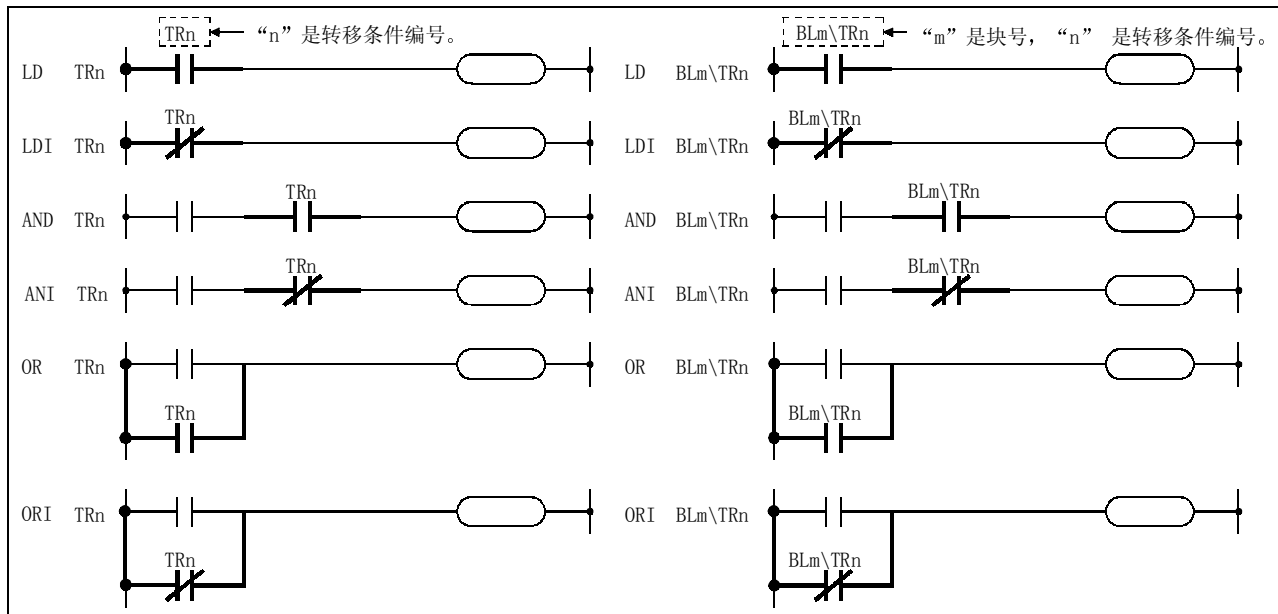 TRn “n”是转移条件编号。
LD TRn
TRn
LDI TRn
TRn
AND TRn
TRn
ANI TRn
OR TRn
TRn
ORI TRn
TRn
BLm\TRn “m”是块号，“n” 是转移条件编号。
LD BLm\TRn
BLm\TRn
LDI BLm\TRn
BLm\TRn
AND BLm\TRn
BLm\TRn
ANI BLm\TRn
OR BLm\TRn
BLm\TRn
ORI BLm\TRn
BLm\TRn